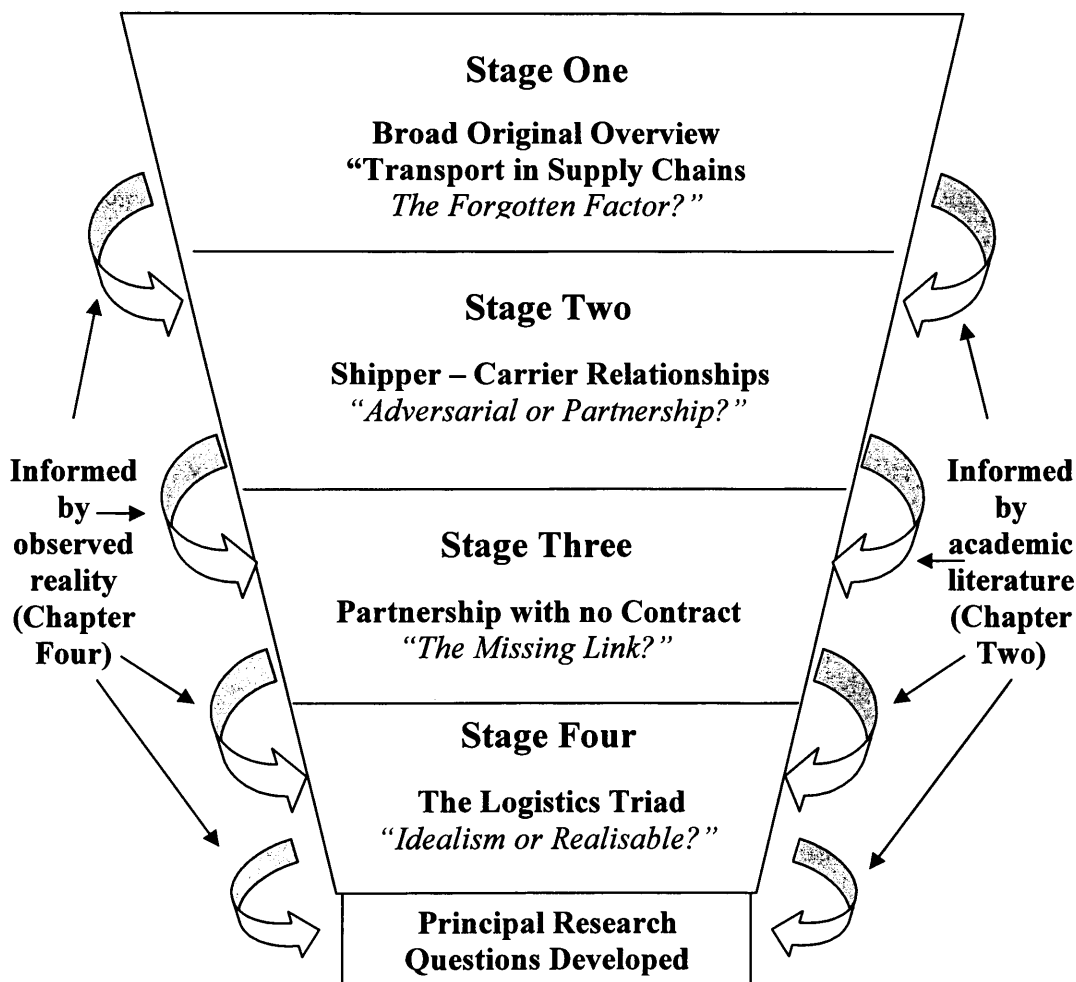 Stage One
Broad Original Overview
“Transport in Supply Chains
The Forgotten Factor?”
Stage Two
Shipper – Carrier Relationships
“Adversarial or Partnership?”
Stage Three
Partnership with no Contract
“The Missing Link?”
Stage Four
The Logistics Triad
“Idealism or Realisable?”
Principal Research
Questions Developed
Informed
by
observed
reality
(Chapter
Four)
Informed
by
academic
literature
(Chapter
Two)